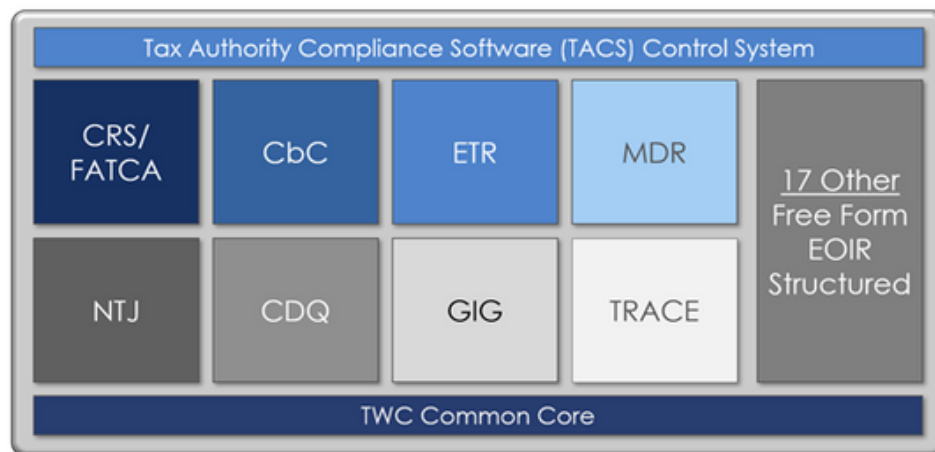 Tax Authority Compliance Software (TACS) Control System
CRS/
FATCA
CbC
ETR
MDR
17 Other
Free Form
EOIR
Structured
NTJ
CDQ
GIG
TRACE
TWC Common Core